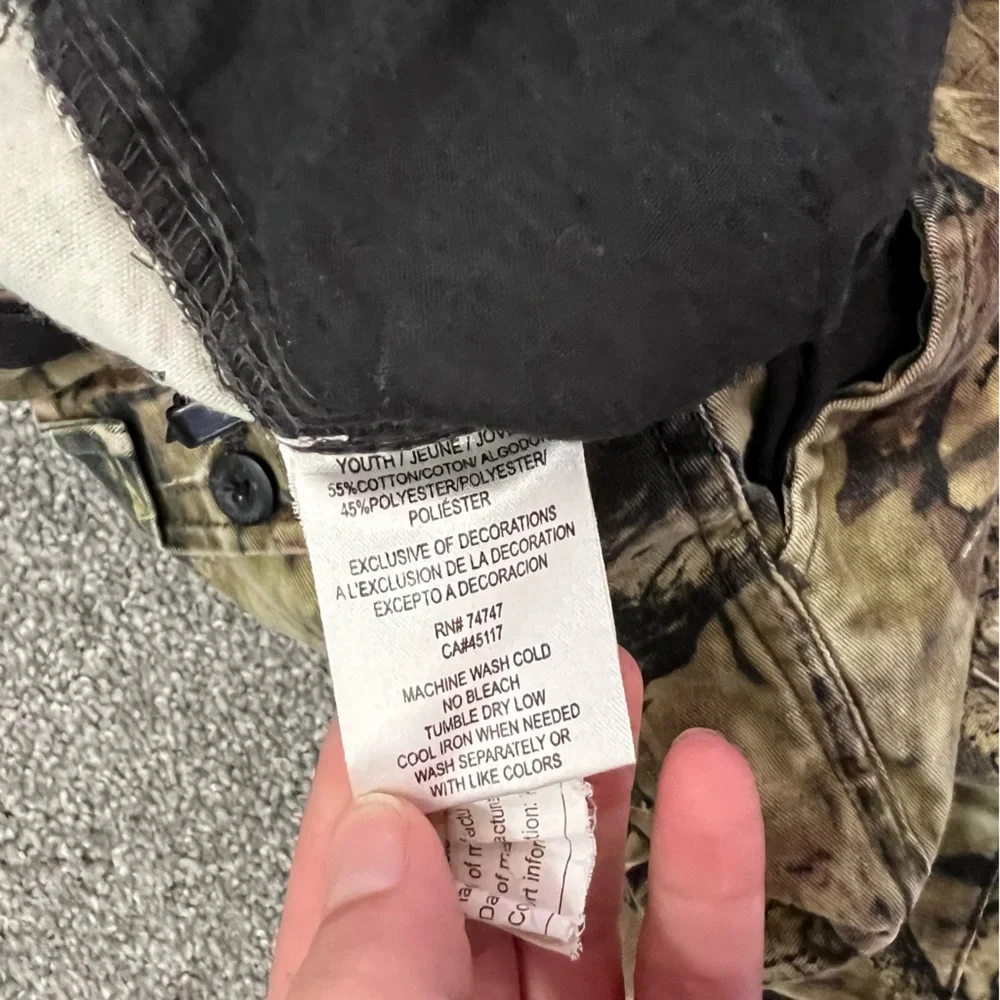 YOUTH / JEUNE /
55%COTTON/COTON/
45%POLYESTER/POLYESTER/
POLIÉSTER
EXCLUSIVE OF DECORATIONS
A L'EXCLUSION DE LA DECORATION
EXCEPTO A DECORACION
RN# 74747
CA#45117
MACHINE WASH COLD
NO BLEACH
TUMBLE DRY LOW
COOL IRON WHEN NEEDED
WASH SEPARATELY OR
WITH LIKE COLORS
of
of